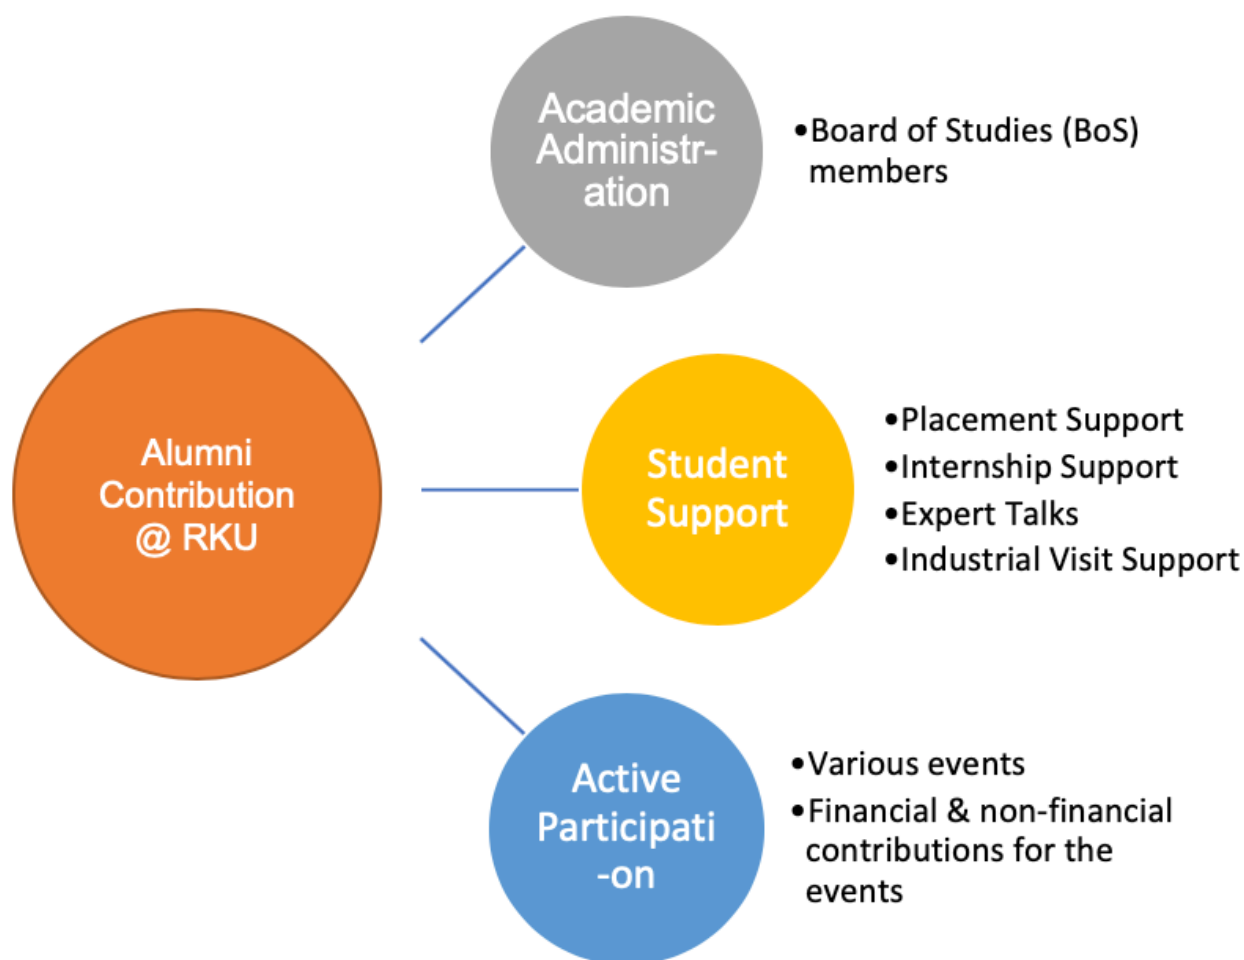 Academic
Administr-
ation
•Board of Studies (BoS)
members
Alumni
Contribution
@ RKU
Student
Support
•Placement Support
•Internship Support
•Expert Talks
•Industrial Visit Support
Active
Participati
-on
•Various events
•Financial & non-financial
contributions for the
events